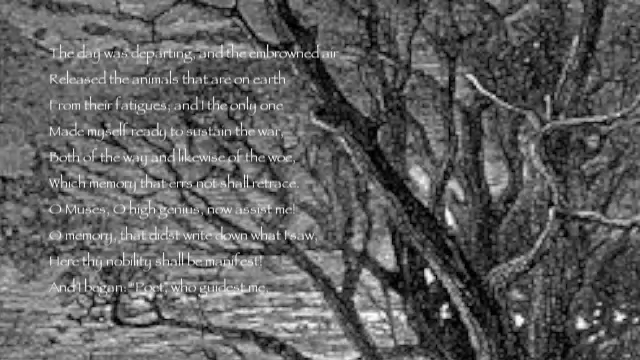 The day was departing, and the embrowned air
Released the animals that are on earth
From their fatigues; and I the only one
Made myself ready to sustain the war,
Both of the way and likewise of the woe,
Which memory that errs not shall retrace.
O Muses, O high genius, now assist me!
O memory, that didst write down what I saw,
Here thy nobility shall be manifest!
And I began: "Poet, who guidest me,